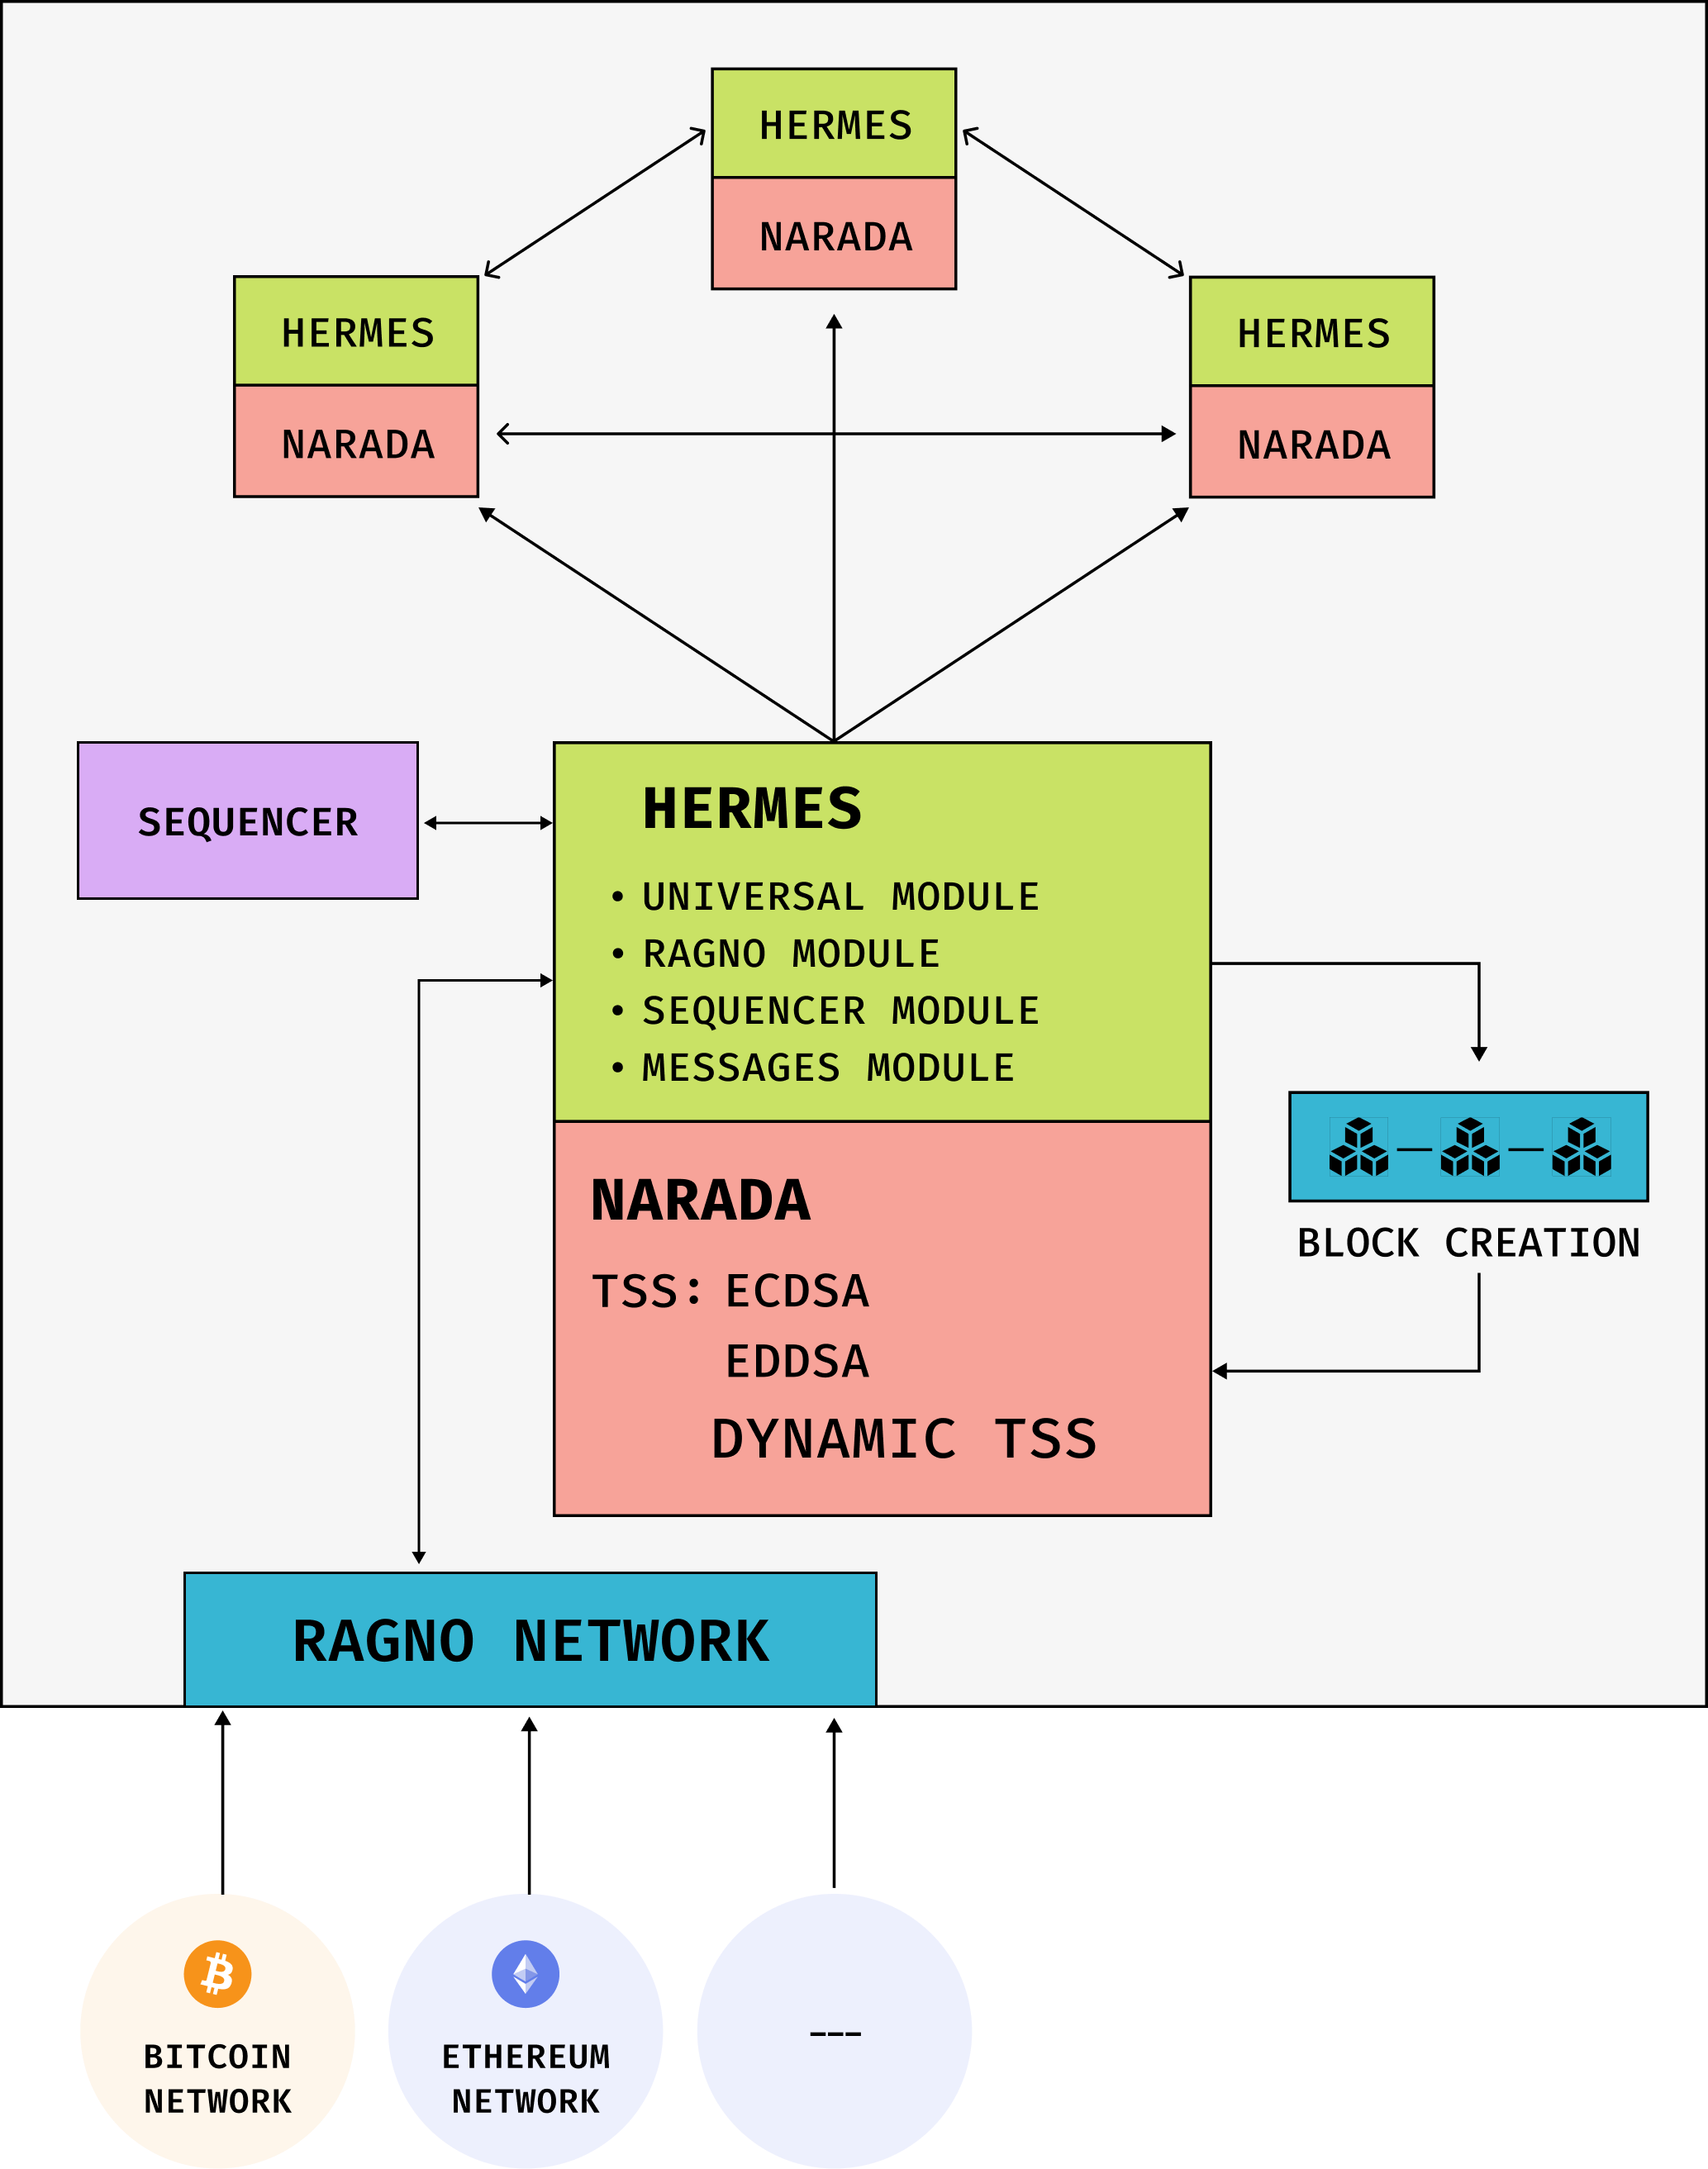 HERMES
NARADA
HERMES
NARADA
HERMES
NARADA
SEQUENCER
HERMES
• UNIVERSAL MODULE
• RAGNO MODULE
• SEQUENCER MODULE
• MESSAGES MODULE
NARADA
TSS: ECDSA
EDDSA
DYNAMIC TSS
BLOCK CREATION
RAGNO NETWORK
BITCOIN
NETWORK
ETHEREUM
NETWORK
---